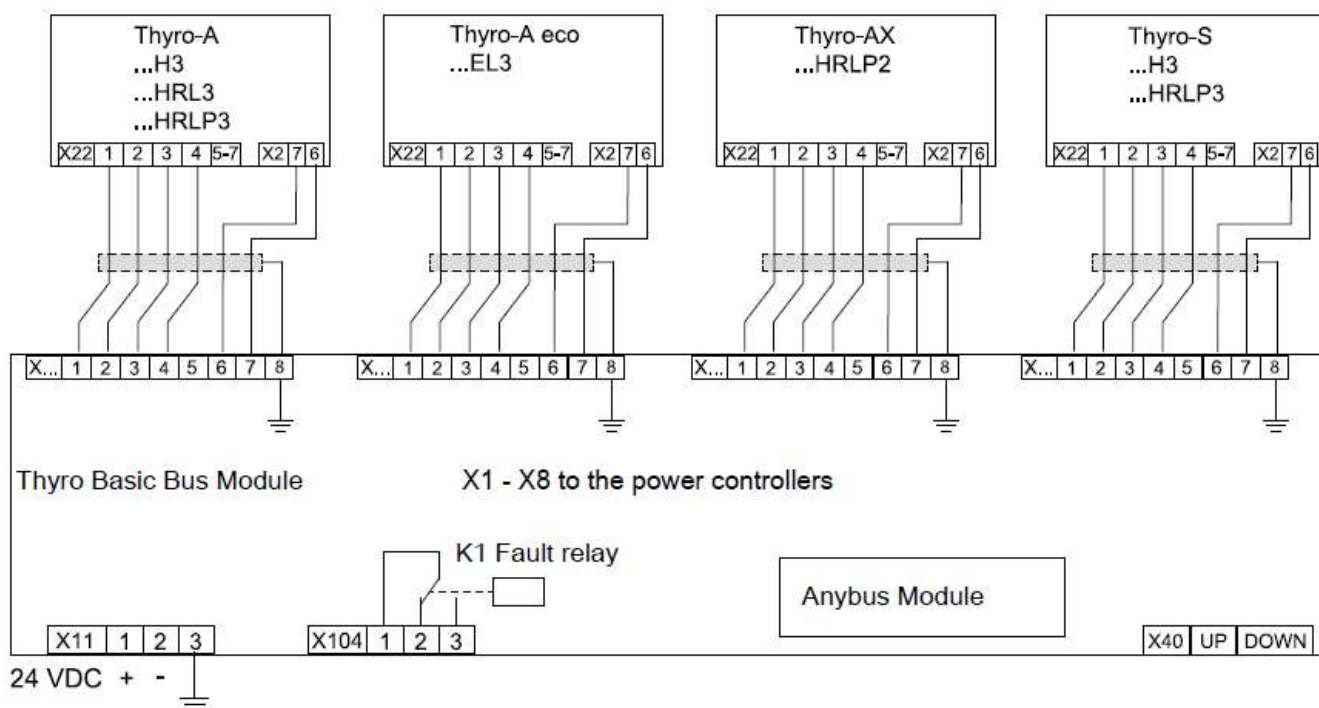 Thyro-A
...H3
...HRL3
...HRLP3
X22 1 2 3 4 5-7 X2 7 6
Thyro-A eco
...EL3
X22 1 2 3 4 5-7 X2 7 6
Thyro-AX
...HRLP2
X22 1 2 3 4 5-7 X2 7 6
Thyro-S
...H3
...HRLP3
X22 1 2 3 4 5-7 X2 7 6
X... 1 2 3 4 5 6 7 8
X... 1 2 3 4 5 6 7 8
X... 1 2 3 4 5 6 7 8
X... 1 2 3 4 5 6 7 8
Thyro Basic Bus Module
X1 - X8 to the power controllers
K1 Fault relay
Anybus Module
X11 1 2 3
X104 1 2 3
X40 UP DOWN
24 VDC + -